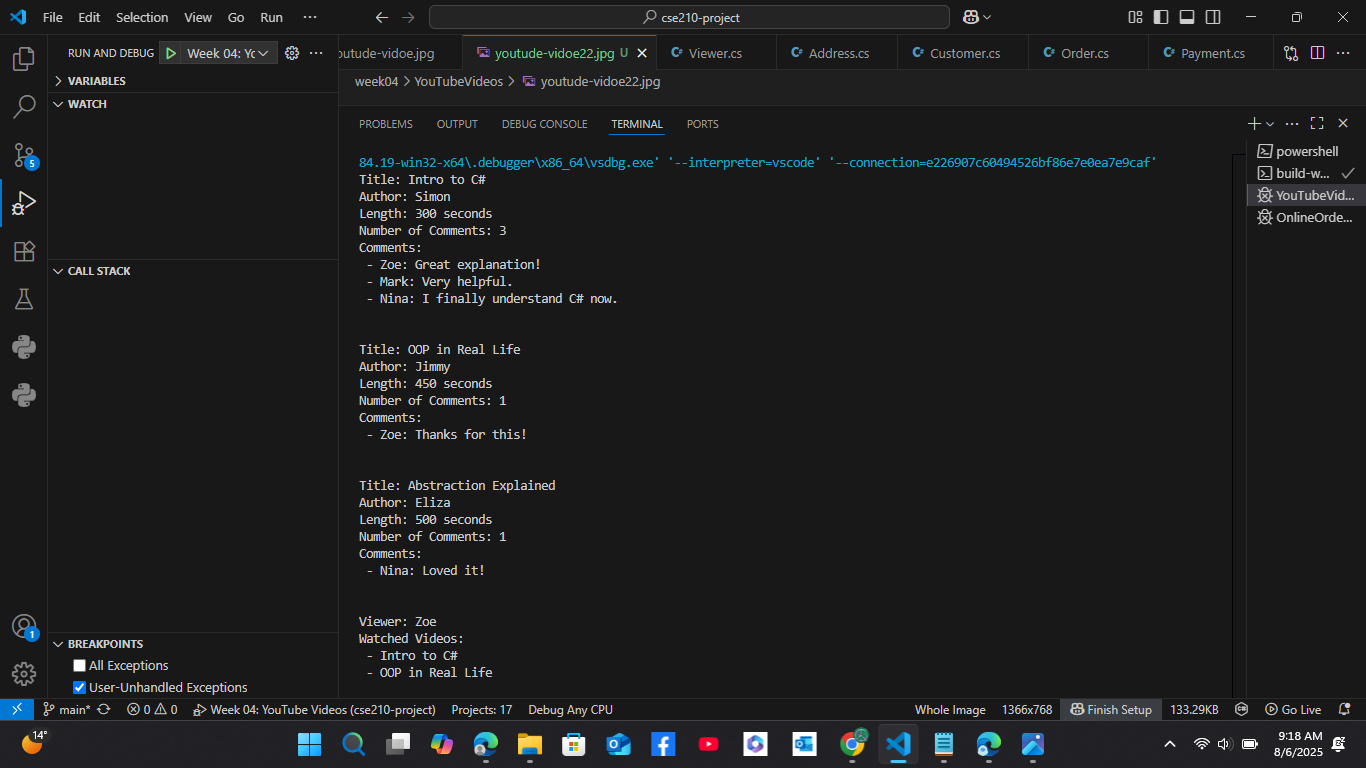 File Edit Selection View Go Run ··· cse210-project
RUN AND DEBUG Week 04: Yc
VARIABLES
WATCH
CALL STACK
BREAKPOINTS
All Exceptions
User-Unhandled Exceptions
5
1
outude-vidoe.jpg youtude-vidoe22.jpg U Viewer.cs Address.cs Customer.cs Order.cs Payment.cs
week04 > YouTubeVideos > youtude-vidoe22.jpg
PROBLEMS OUTPUT DEBUG CONSOLE TERMINAL PORTS
84.19-win32-x64\.debugger\x86_64\vsdbg.exe' '--interpreter=vscode' '--connection=e226907c60494526bf86e7e0ea7e9caf'
Title: Intro to C#
Author: Simon
Length: 300 seconds
Number of Comments: 3
Comments:
- Zoe: Great explanation!
- Mark: Very helpful.
- Nina: I finally understand C# now.
Title: OOP in Real Life
Author: Jimmy
Length: 450 seconds
Number of Comments: 1
Comments:
- Zoe: Thanks for this!
Title: Abstraction Explained
Author: Eliza
Length: 500 seconds
Number of Comments: 1
Comments:
- Nina: Loved it!
Viewer: Zoe
Watched Videos:
- Intro to C#
- OOP in Real Life
powershell
build-w...
YouTubeVid...
OnlineOrde...
main* 0 0 Week 04: YouTube Videos (cse210-project) Projects: 17 Debug Any CPU Whole Image 1366x768 Finish Setup 133.29KB Go Live
14°
9:18 AM
8/6/2025